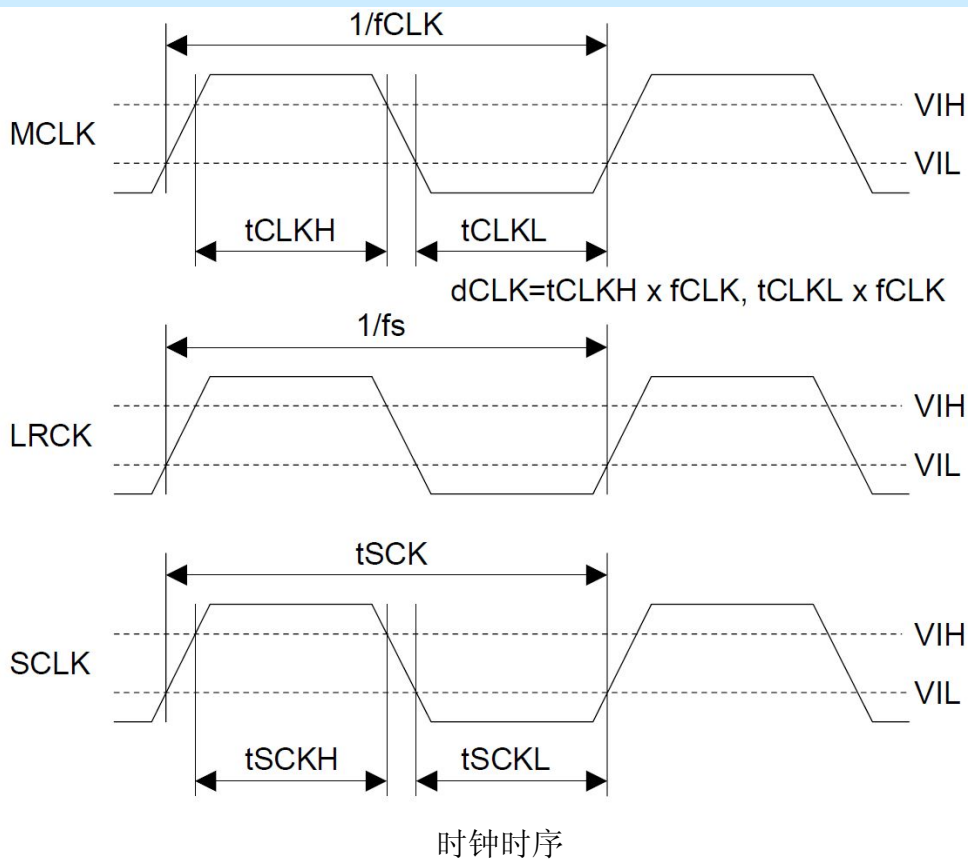 1/fCLK
VIH
MCLK
VIL
tCLKH
tCLKL
dCLK=tCLKH x fCLK, tCLKL x fCLK
1/fs
VIH
LRCK
VIL
tSCK
VIH
SCLK
VIL
tSCKH
tSCKL
时钟时序